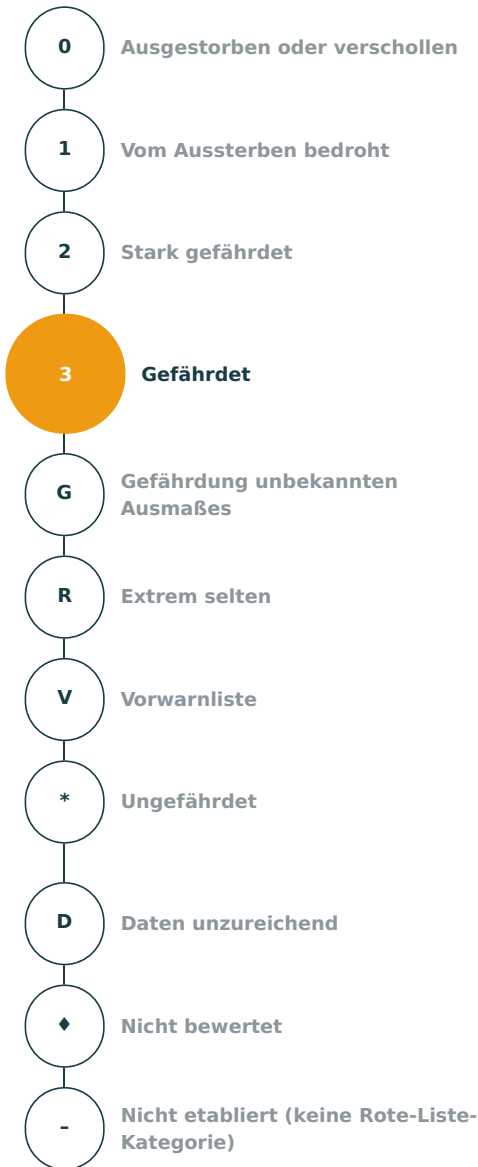 0 Ausgestorben oder verschollen
1 Vom Aussterben bedroht
2 Stark gefährdet
3 Gefährdet
G Gefährdung unbekannten
Ausmaßes
R Extrem selten
V Vorwarnliste
* Ungefährdet
D Daten unzureichend
♦ Nicht bewertet
– Nicht etabliert (keine Rote-Liste-
Kategorie)